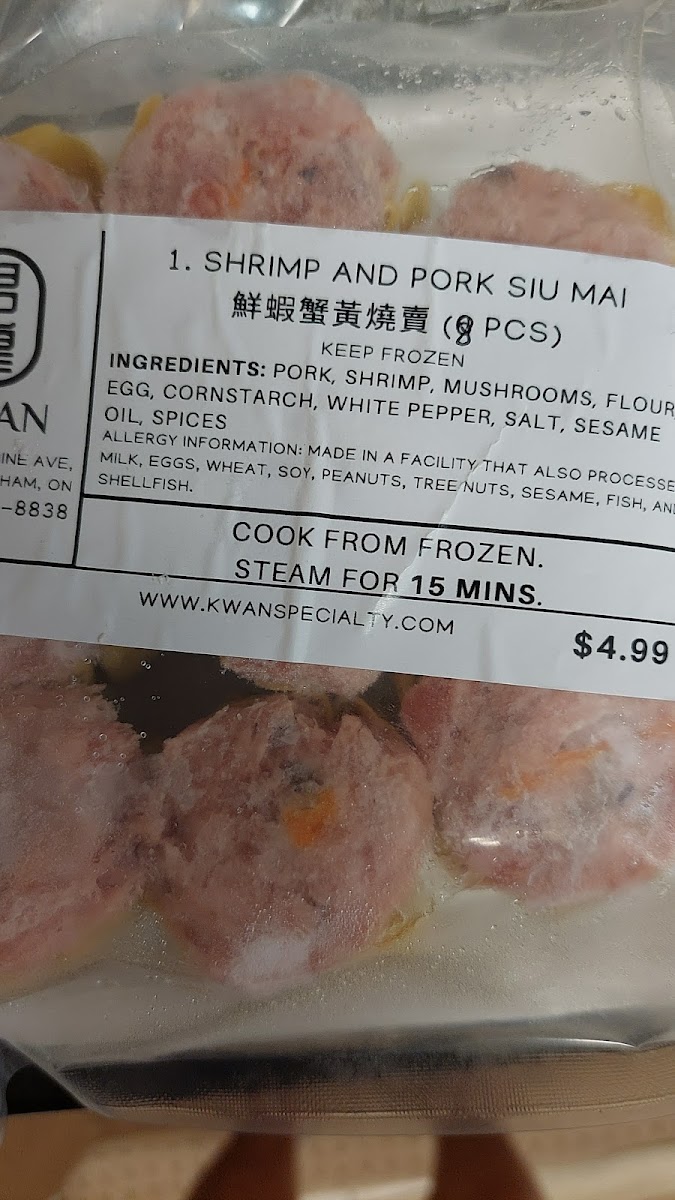 1. SHRIMP AND PORK SIU MAI
鮮蝦蟹黃燒賣 (8 PCS)
KEEP FROZEN
INGREDIENTS: PORK, SHRIMP, MUSHROOMS, FLOUR,
EGG, CORNSTARCH, WHITE PEPPER, SALT, SESAME
OIL, SPICES
ALLERGY INFORMATION: MADE IN A FACILITY THAT ALSO PROCESSE
MILK, EGGS, WHEAT, SOY, PEANUTS, TREE NUTS, SESAME, FISH, AND
SHELLFISH.
AN
INE AVE,
HAM, ON
-8838
COOK FROM FROZEN.
STEAM FOR 15 MINS.
WWW.KWANSPECIALTY.COM
$4.99